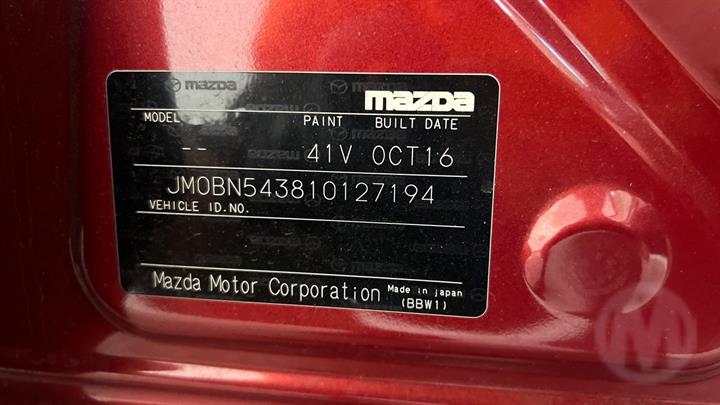 mazda
MODEL PAINT BUILT DATE
-- 41V OCT16
JM0BN543810127194
VEHICLE ID.NO.
Mazda Motor Corporation Made in japan
(BBW1)